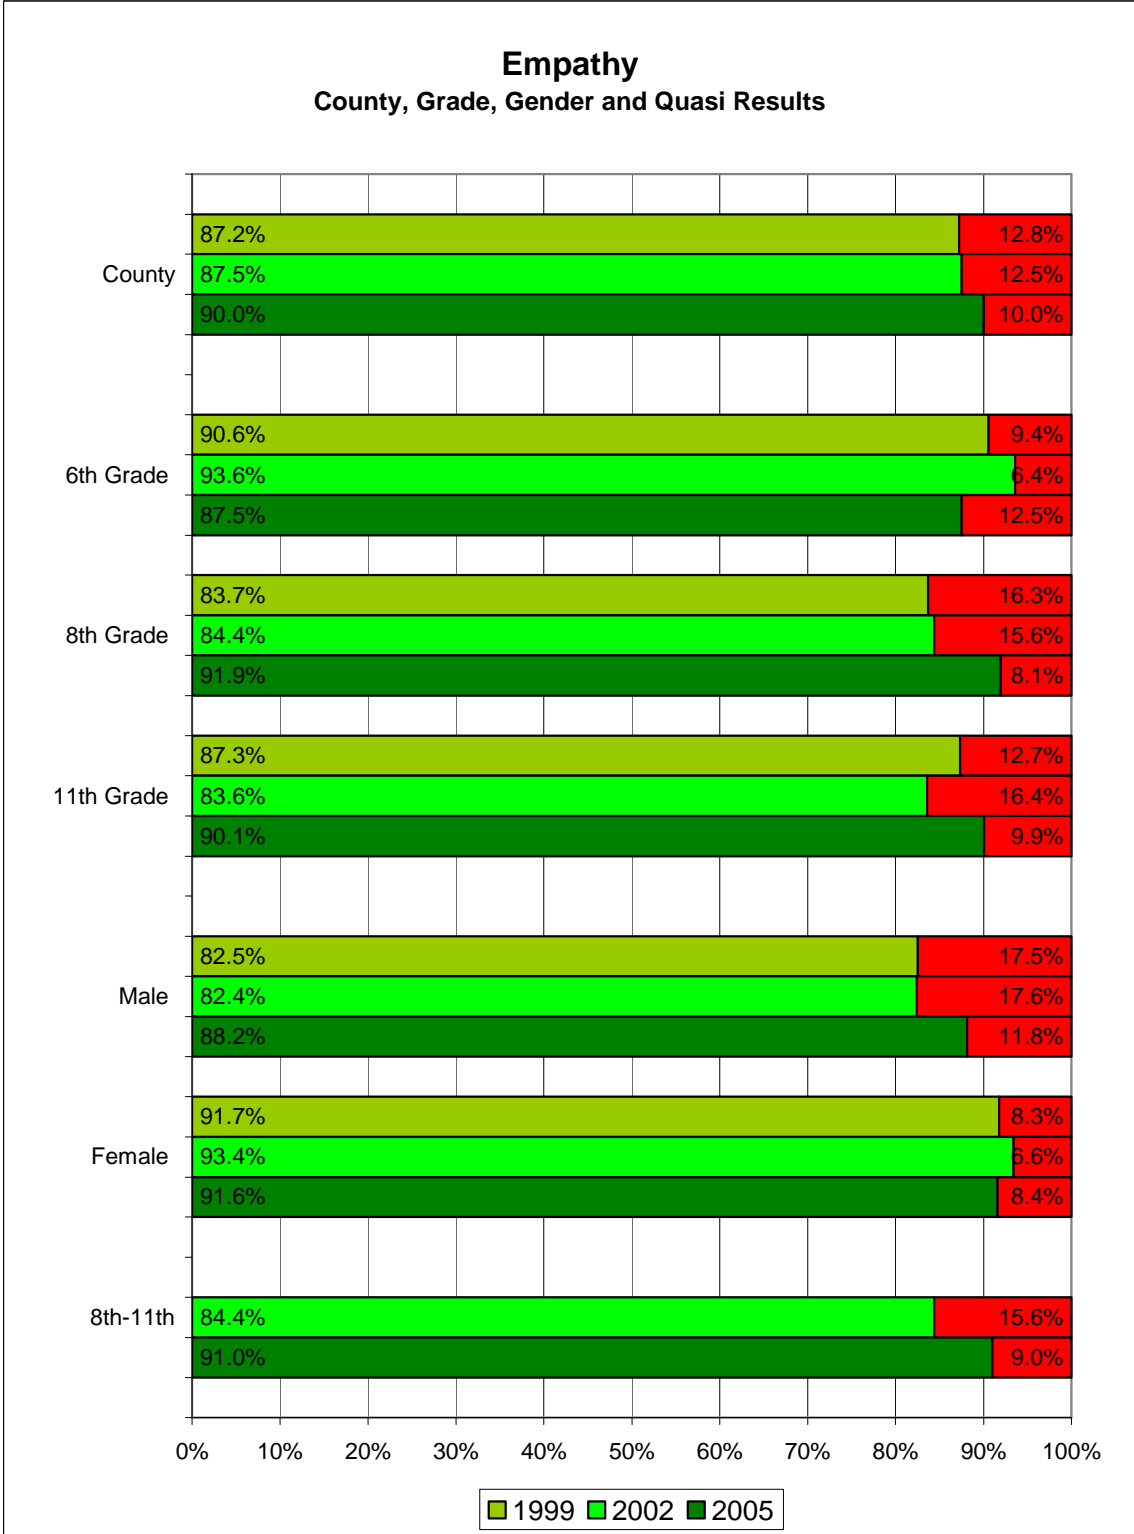 Empathy
County, Grade, Gender and Quasi Results
87.2% 12.8%
County 87.5% 12.5%
90.0% 10.0%
90.6% 9.4%
6th Grade 93.6% 6.4%
87.5% 12.5%
83.7% 16.3%
8th Grade 84.4% 15.6%
91.9% 8.1%
87.3% 12.7%
11th Grade 83.6% 16.4%
90.1% 9.9%
82.5% 17.5%
Male 82.4% 17.6%
88.2% 11.8%
91.7% 8.3%
Female 93.4% 6.6%
91.6% 8.4%
8th-11th 84.4% 15.6%
91.0% 9.0%
0% 10% 20% 30% 40% 50% 60% 70% 80% 90% 100%
1999 2002 2005